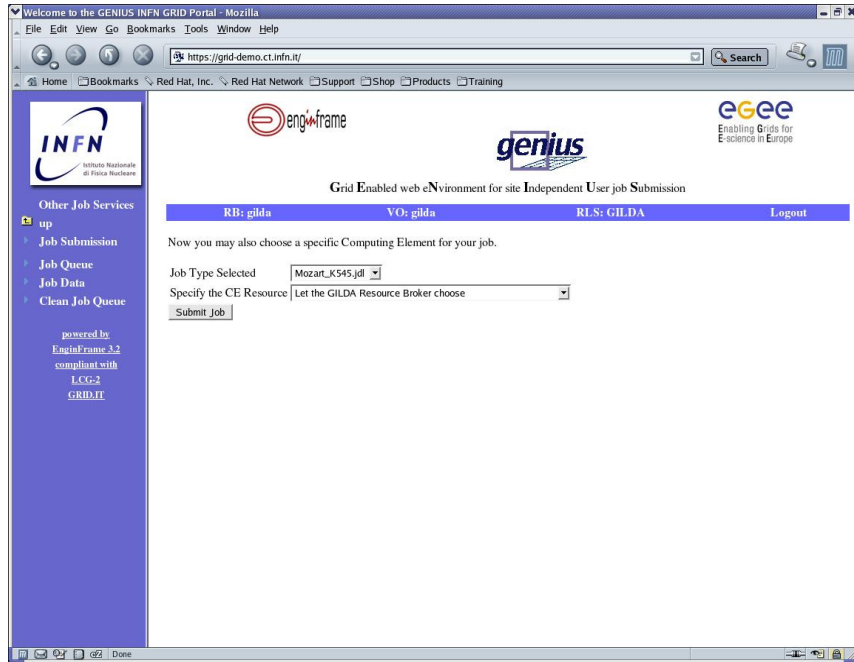 Welcome to the GENIUS INFN GRID Portal - Mozilla
File Edit View Go Bookmarks Tools Window Help
https://grid-demo.ct.infn.it/
Search
Home Bookmarks Red Hat, Inc. Red Hat Network Support Shop Products Training
INFN
Istituto Nazionale
di Fisica Nucleare
enginframe
genius
egee
Enabling Grids for
E-science in Europe
Grid Enabled web eNvironment for site Independent User job Submission
RB: gilda VO: gilda RLS: GILDA Logout
Other Job Services
up
Job Submission
Job Queue
Job Data
Clean Job Queue
powered by
EnginFrame 3.2
compliant with
LCG-2
GRID.IT
Now you may also choose a specific Computing Element for your job.
Job Type Selected Mozart_K545.jdl
Specify the CE Resource Let the GILDA Resource Broker choose
Submit Job
Done